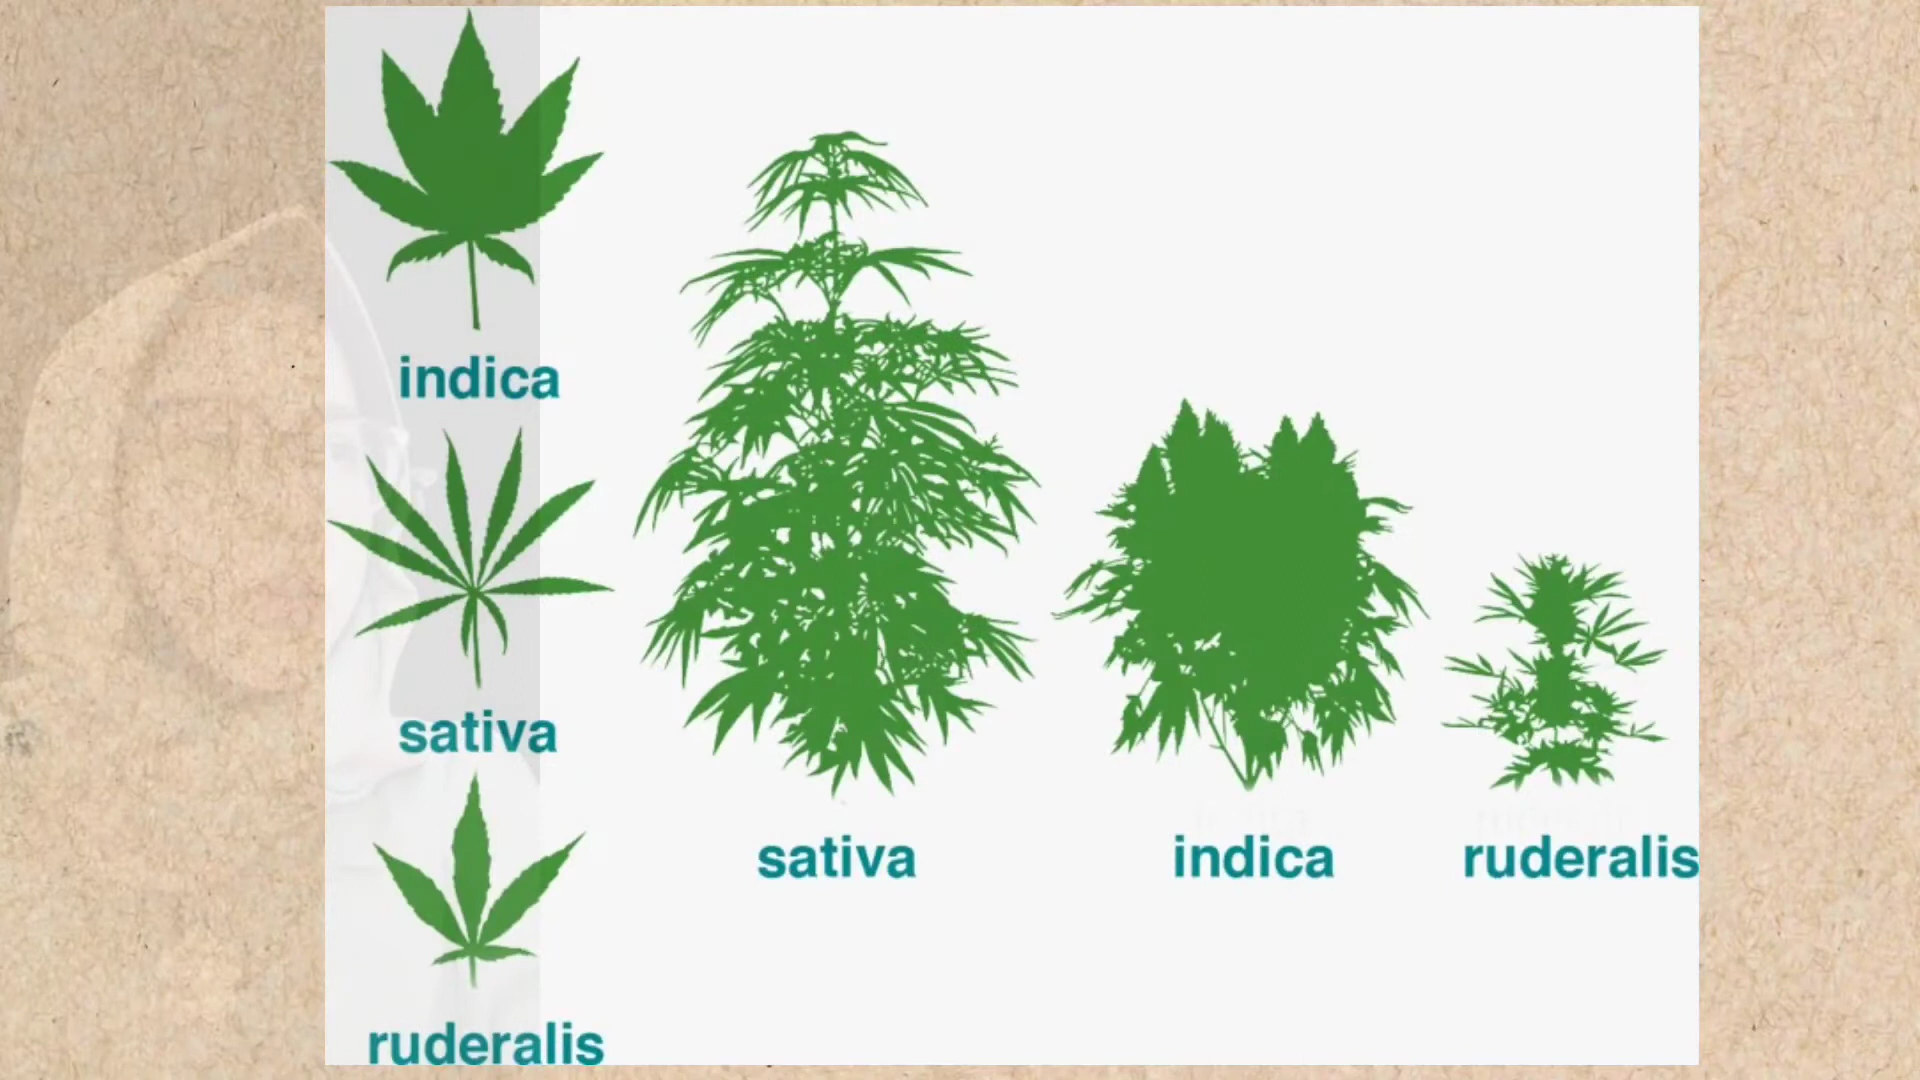 indica
sativa
ruderalis
sativa
indica
ruderalis